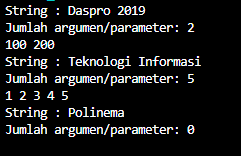 String : Daspro 2019
Jumlah argumen/parameter: 2
100 200
String : Teknologi Informasi
Jumlah argumen/parameter: 5
1 2 3 4 5
String : Polinema
Jumlah argumen/parameter: 0